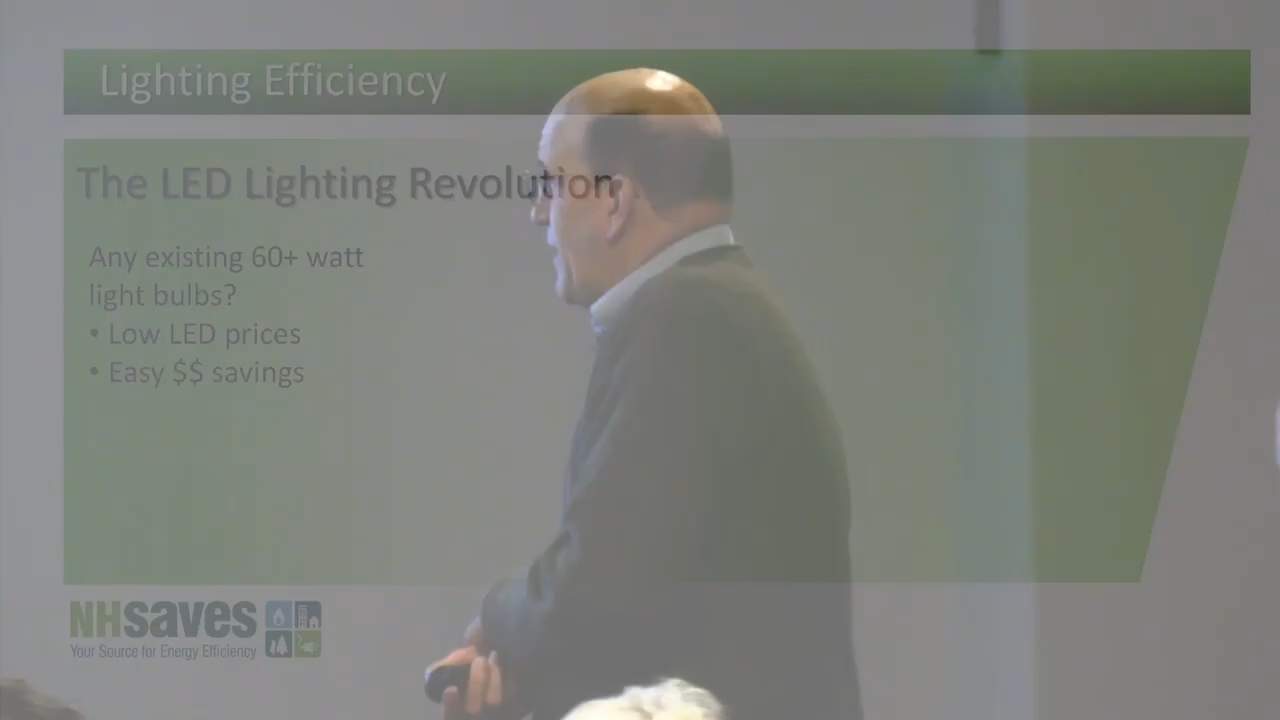 Lighting Efficiency
The LED Lighting Revolution
Any existing 60+ watt
light bulbs?
• Low LED prices
• Easy $$ savings
NHsaves
Your Source for Energy Efficiency